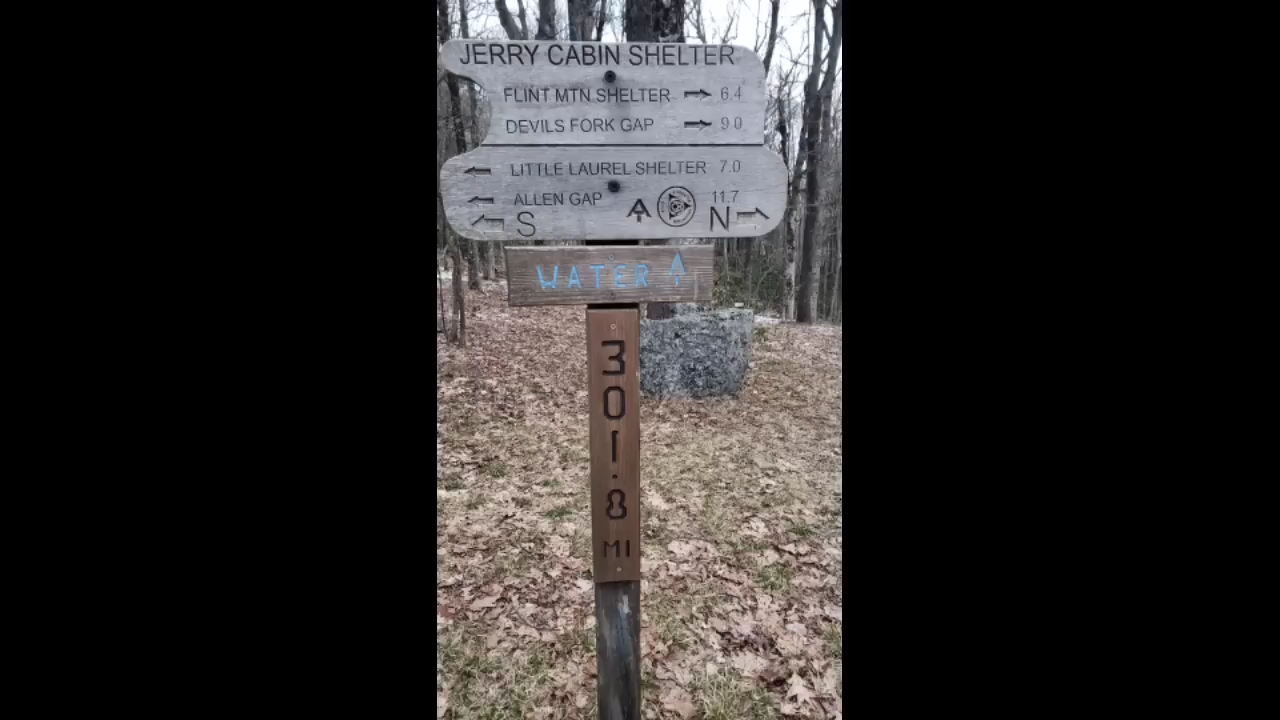 JERRY CABIN SHELTER
FLINT MTN SHELTER → 6.4
DEVILS FORK GAP → 9.0
← LITTLE LAUREL SHELTER 7.0
← ALLEN GAP 11.7
← S N →
WATER ↑
301.8
MI